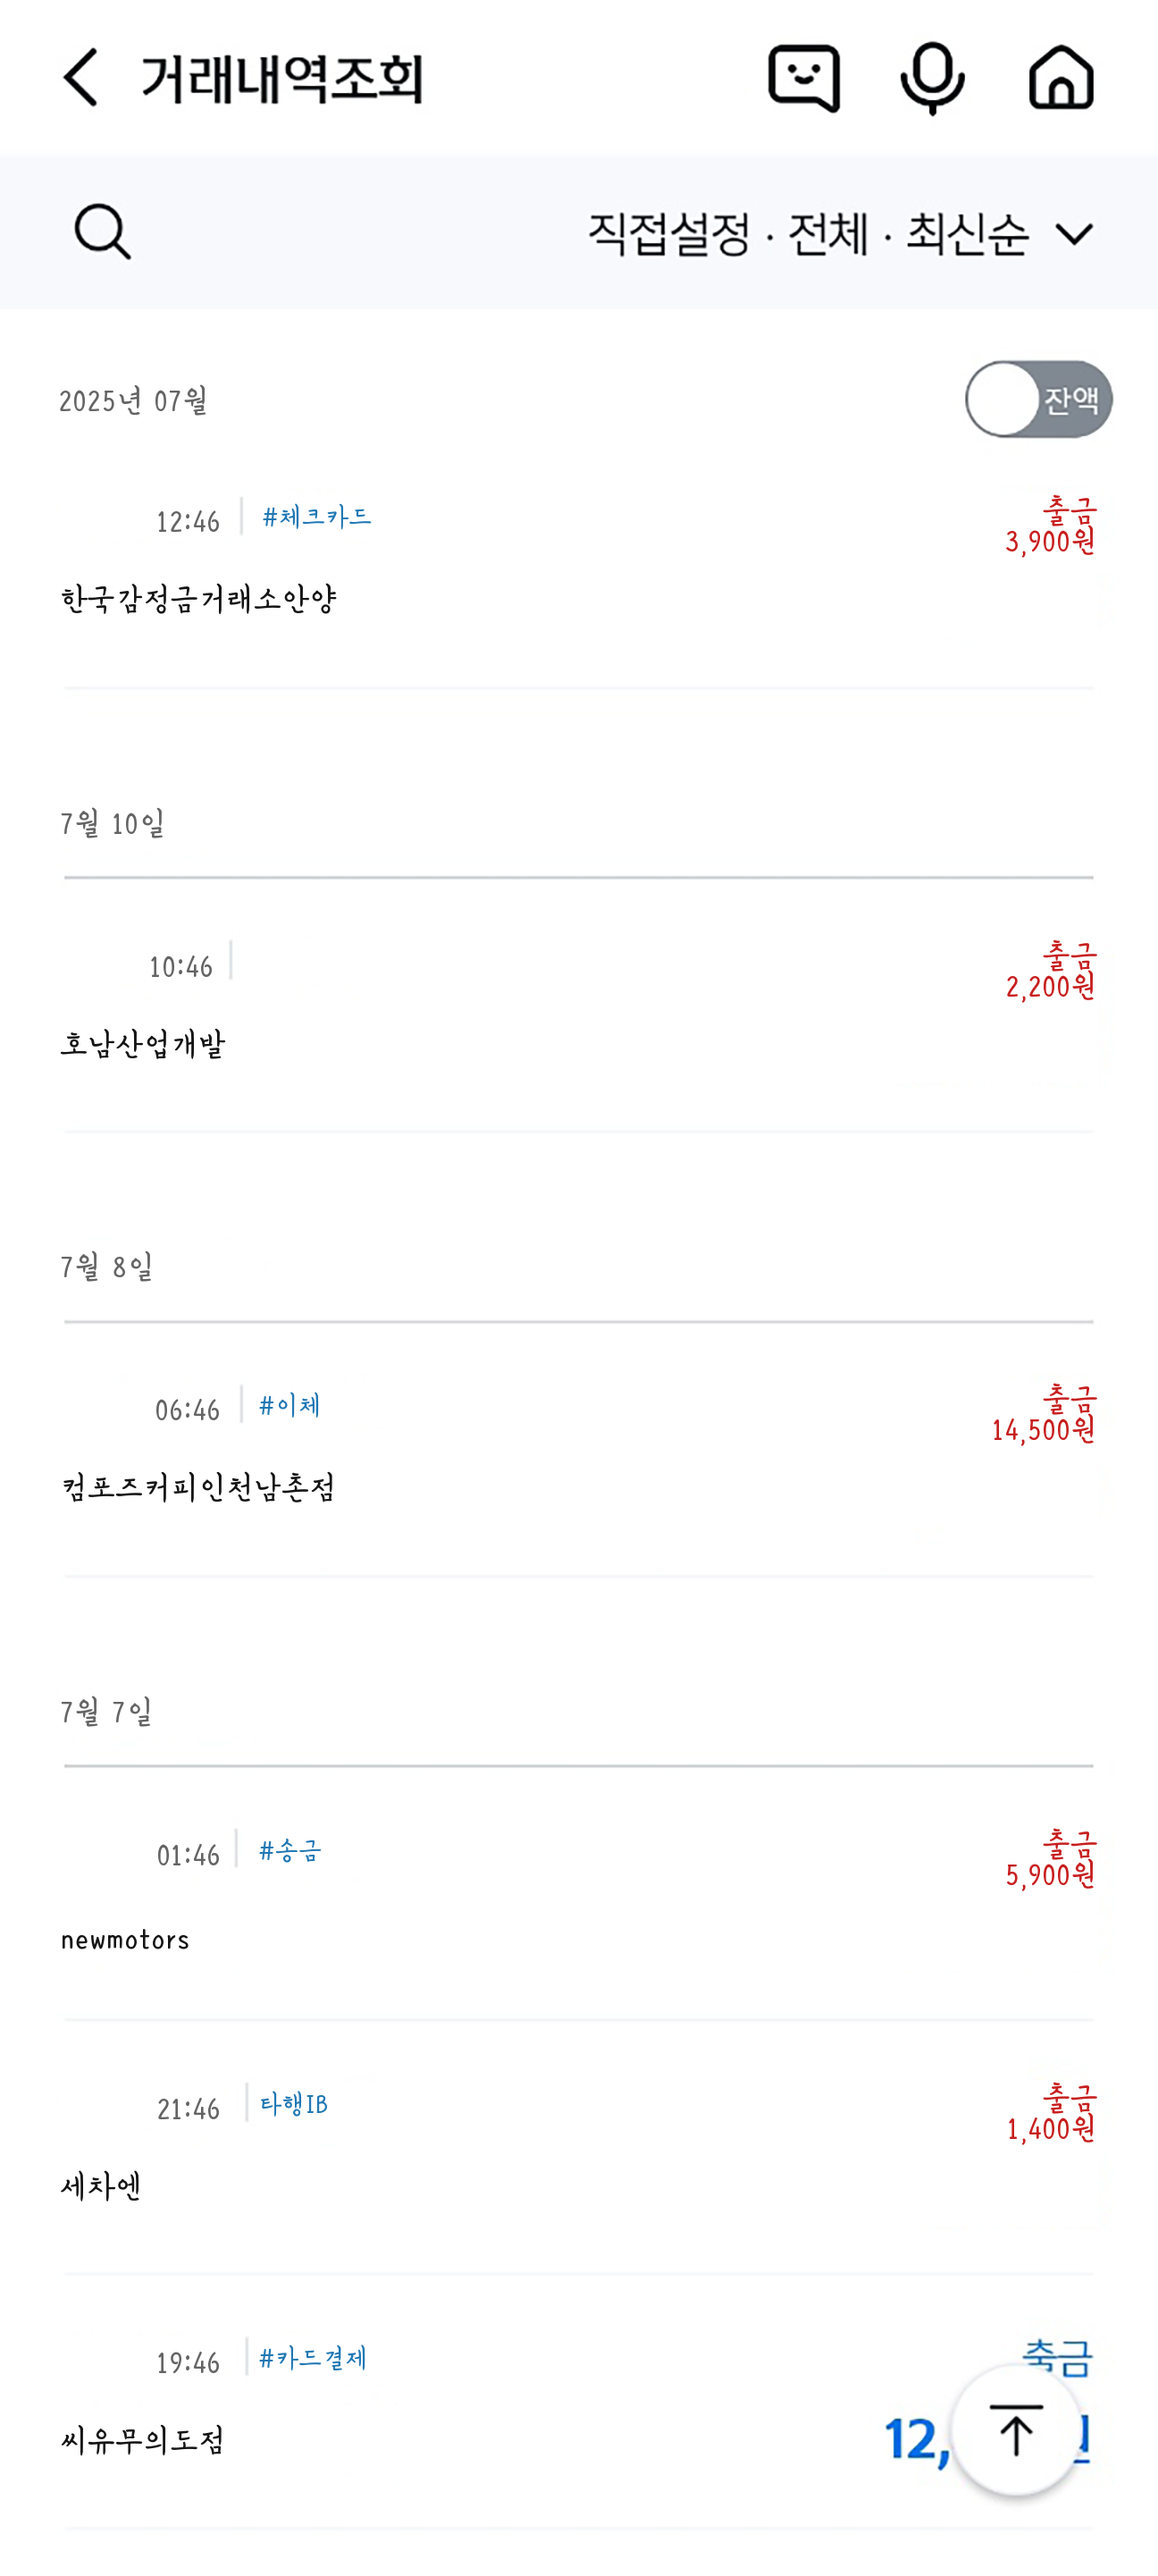 거래내역조회
직접설정 · 전체 · 최신순
2025년 07월
잔액
12:46 #체크카드 출금
3,900원
한국감정금거래소안양
7월 10일
10:46 출금
2,200원
호남산업개발
7월 8일
06:46 #이체 출금
14,500원
컴포즈커피인천남촌점
7월 7일
01:46 #송금 출금
5,900원
newmotors
21:46 타행IB 출금
1,400원
세차엔
19:46 #카드결제
12,
씨유무의도점